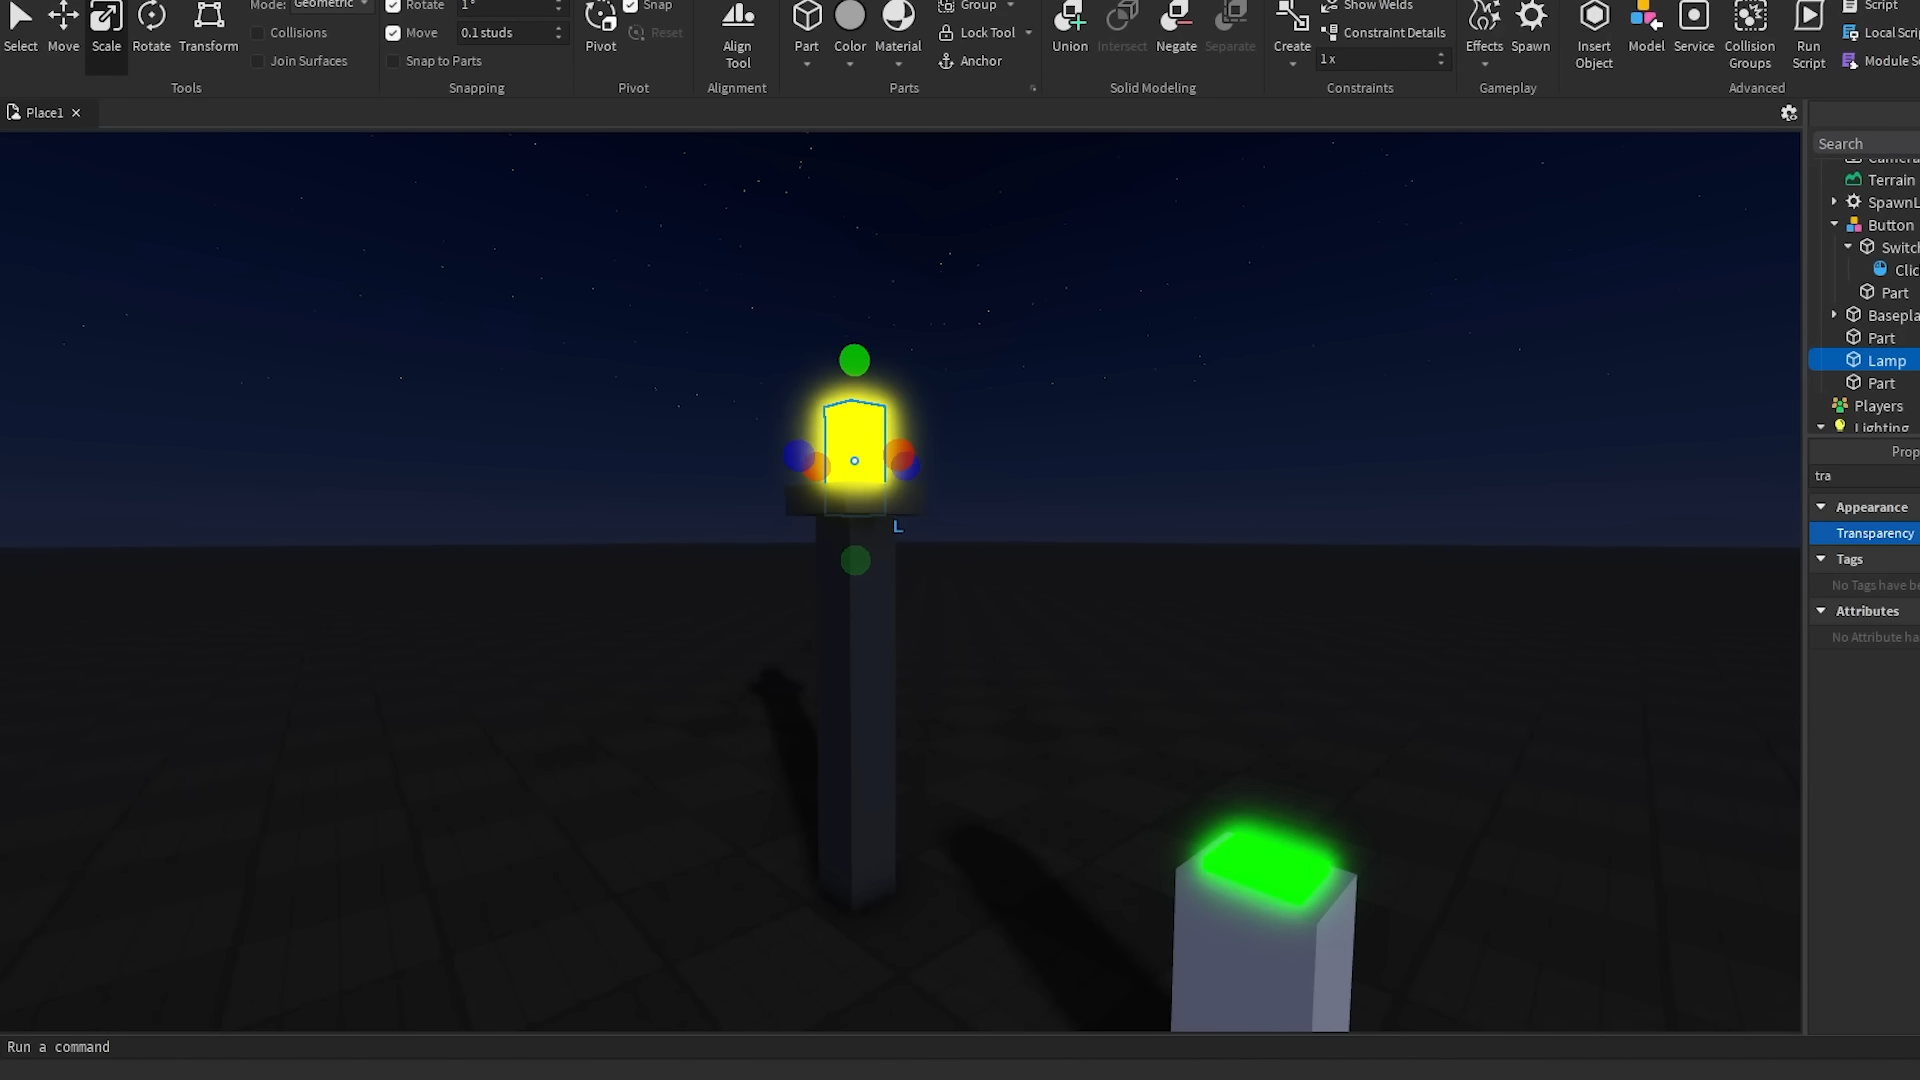 Mode: Geometric
Rotate 1°
Snap
Group
Show Welds
Script
Collisions
Move 0.1 studs
Reset
Lock Tool
Constraint Details
Local
Select Move Scale Rotate Transform
Pivot
Align Tool
Part Color Material
Union Intersect Negate Separate
Create
Effects Spawn
Insert Object
Model Service
Collision Groups
Run Script
Join Surfaces
Snap to Parts
Anchor
1x
Module
Tools Snapping Pivot Alignment Parts Solid Modeling Constraints Gameplay Advanced
Place1
Search
Terrain
SpawnL
Button
Switch
Clic
Part
Basepla
Part
Lamp
Part
Players
Lighting
Prop
tra
Appearance
Transparency
Tags
No Tags have be
Attributes
No Attribute ha
L
Run a command